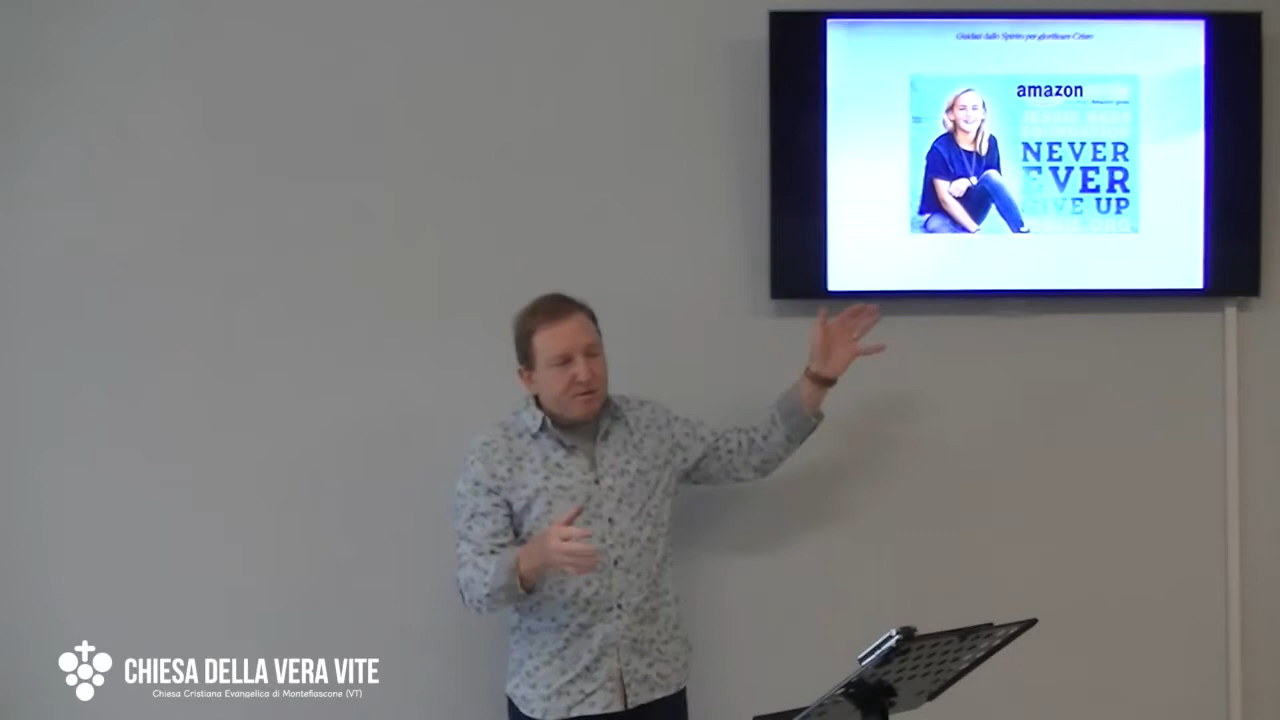 Guidati dallo Spirito per glorificare Cristo
amazon
NEVER
EVER
GIVE UP
CHIESA DELLA VERA VITE
Chiesa Cristiana Evangelica di Montefiascone (VT)